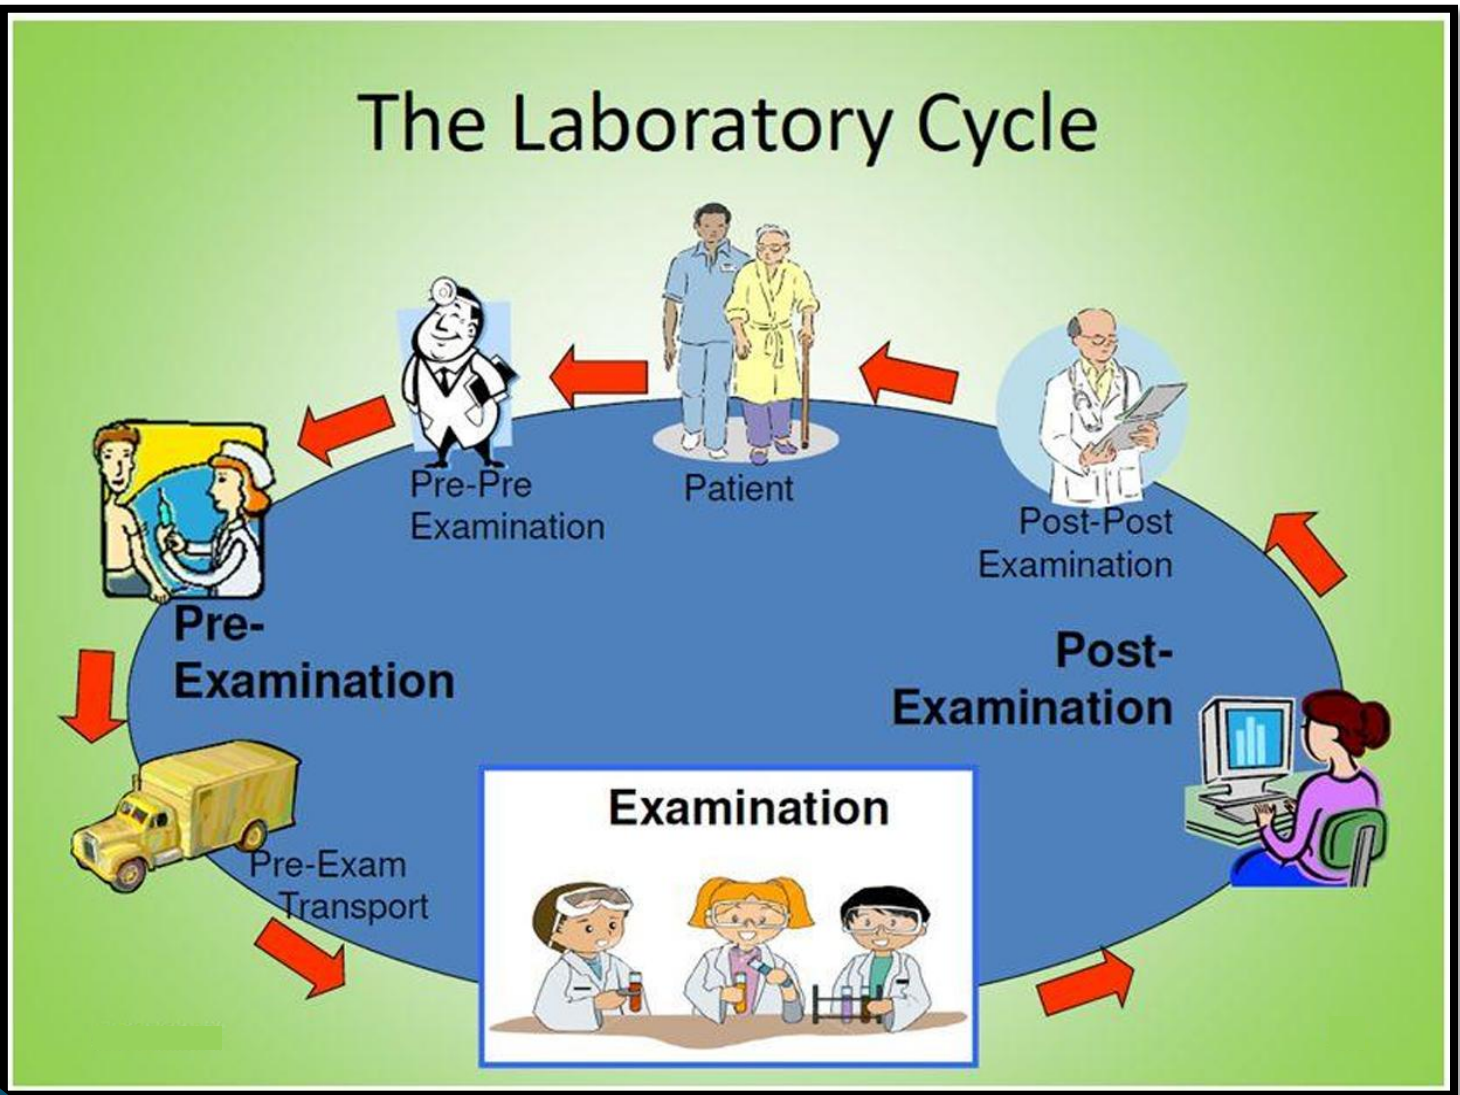 The Laboratory Cycle
Patient
Pre-Pre
Examination
Pre-
Examination
Pre-Exam
Transport
Examination
Post-
Examination
Post-Post
Examination